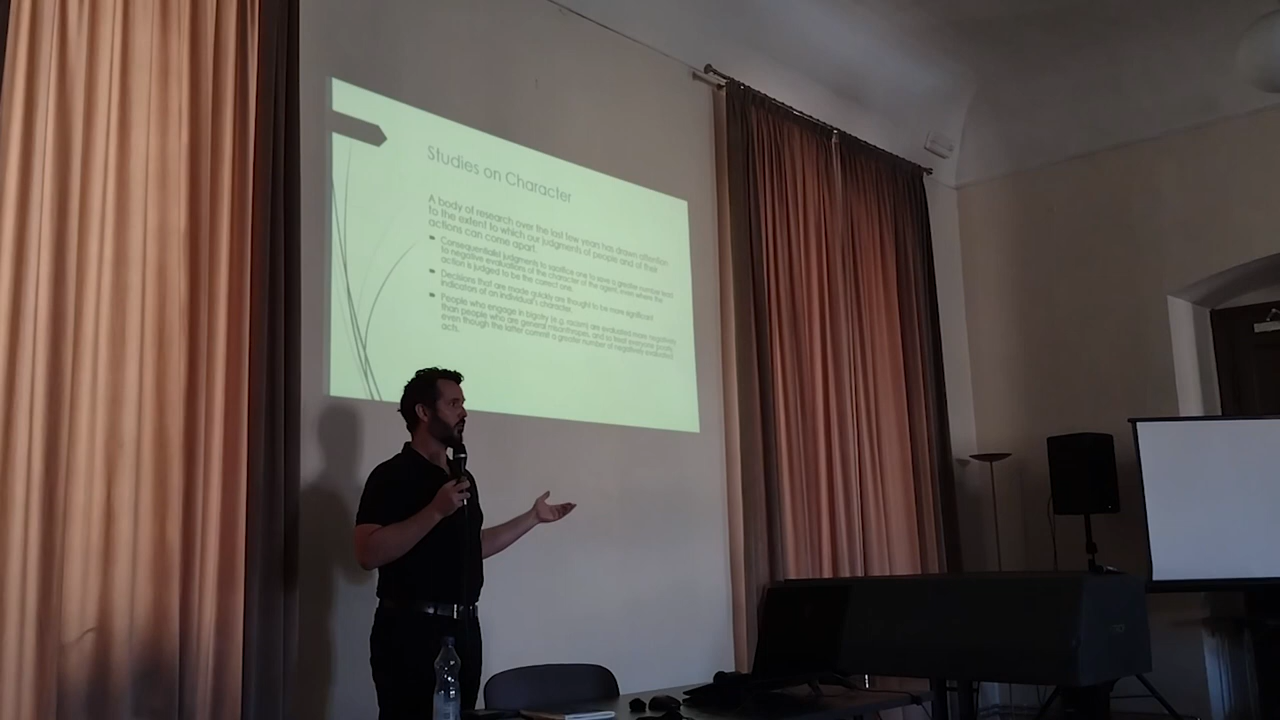 Studies on Character
A body of research over the last few years has drawn attention
to the extent to which our judgments of people and of their
actions can come apart.
Consequentialist judgments to sacrifice one to save a greater number lead
to negative evaluations of the character of the agent, even where the
action is judged to be the correct one.
Decisions that are made quickly are thought to be more significant
indicators of an individual's character
People who engage in bigotry (e.g. racism) are evaluated more negatively
than people who are general misanthropes, and so treat everyone poorly,
even though the latter commit a greater number of negatively evaluated
acts.